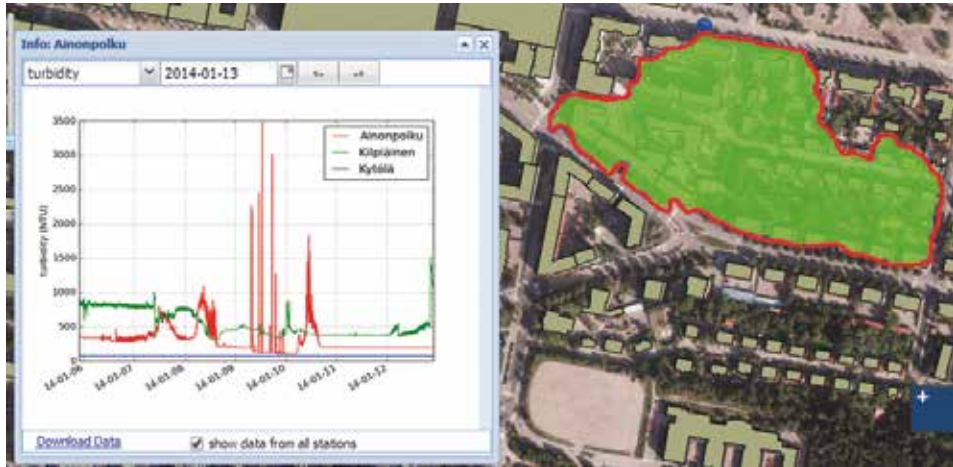 Info: Ainonpolku
turbidity 2014-01-13
3500
3000
2500
2000
1500
1000
500
0
turbidity (NTU)
Ainonpolku
Kilpiäinen
Kytölä
14-01-06 14-01-07 14-01-08 14-01-09 14-01-10 14-01-11 14-01-12
Download Data show data from all stations